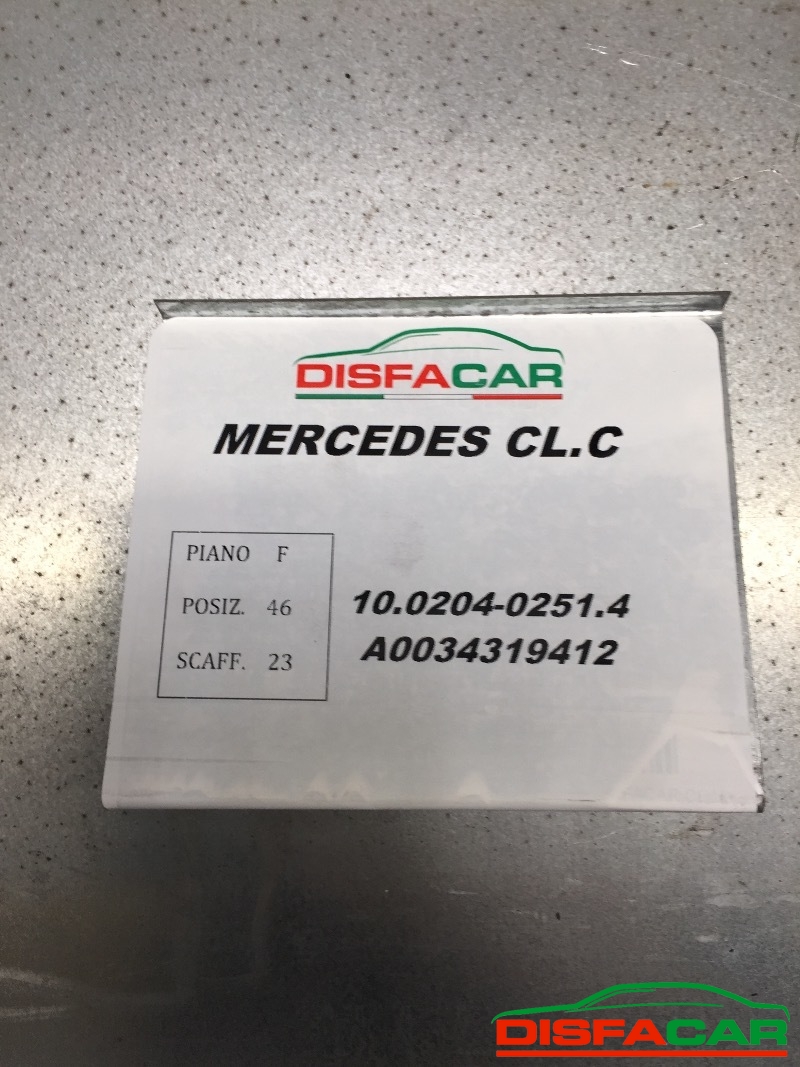 DISFACAR
MERCEDES CL.C
PIANO F
POSIZ. 46
SCAFF. 23
10.0204-0251.4
A0034319412
DISFACAR